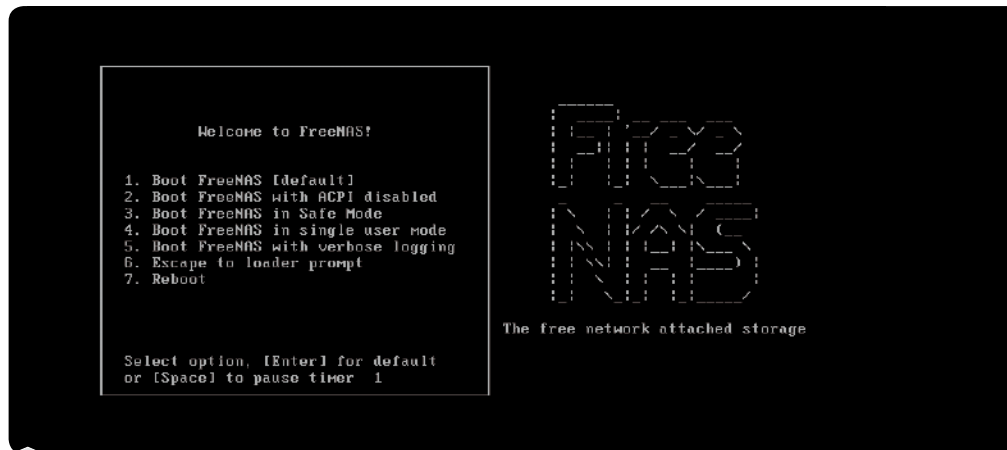 Welcome to FreeNAS!
1. Boot FreeNAS [default]
2. Boot FreeNAS with ACPI disabled
3. Boot FreeNAS in Safe Mode
4. Boot FreeNAS in single user mode
5. Boot FreeNAS with verbose logging
6. Escape to loader prompt
7. Reboot
Select option, [Enter] for default
or [Space] to pause timer 1
Free
NAS
The free network attached storage